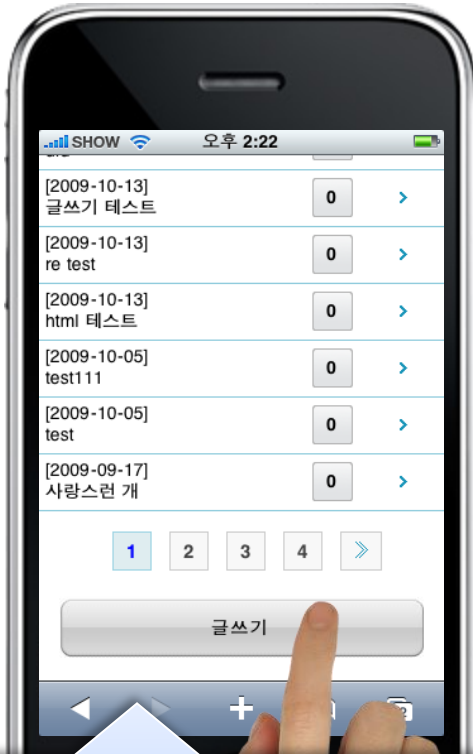 SHOW 오후 2:22
[2009-10-13]
글쓰기 테스트 0
[2009-10-13]
re test 0
[2009-10-13]
html 테스트 0
[2009-10-05]
test111 0
[2009-10-05]
test 0
[2009-09-17]
사랑스런 개 0
1 2 3 4
글쓰기
2